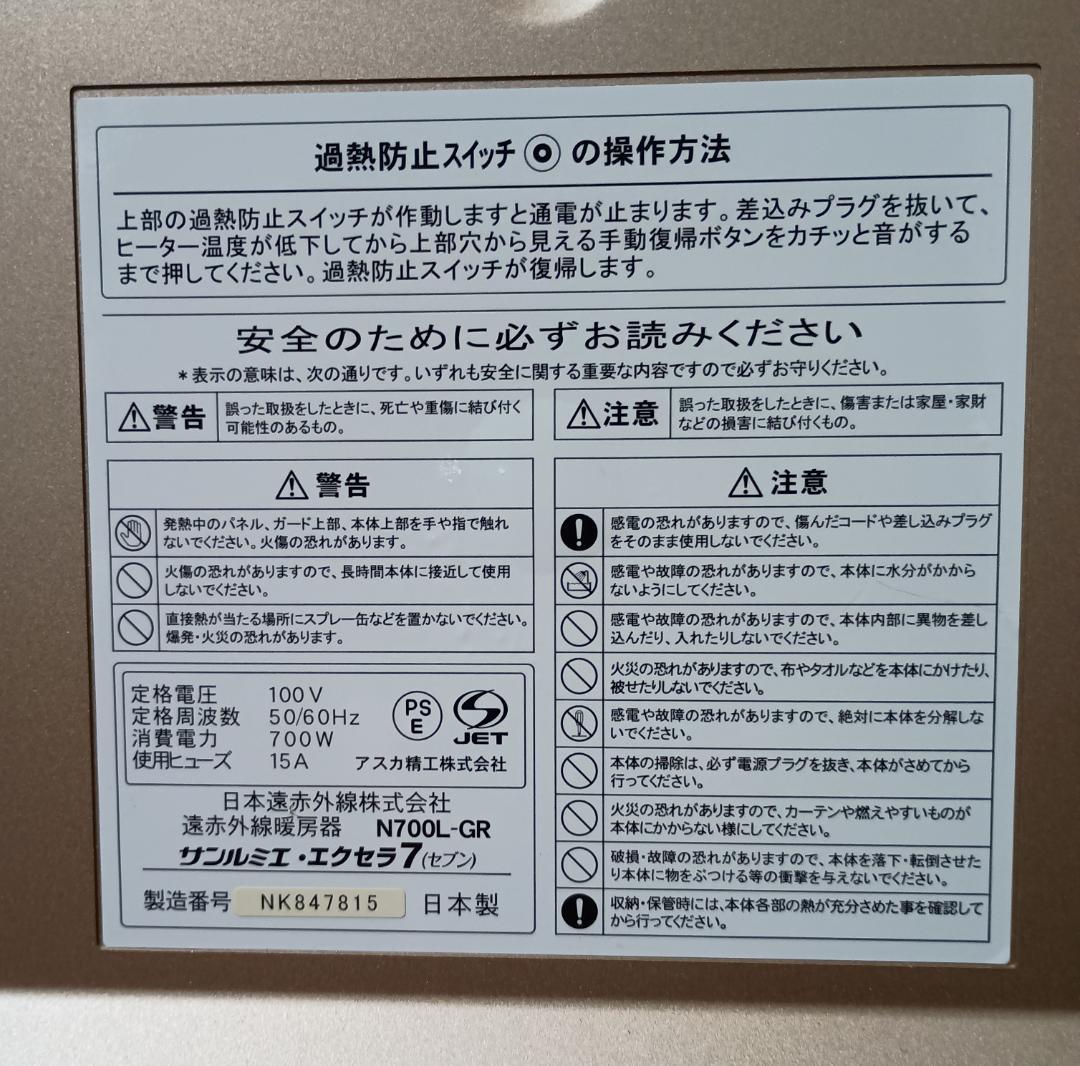 過熱防止スイッチ の操作方法
上部の過熱防止スイッチが作動しますと通電が止まります。差込みプラグを抜いて、
ヒーター温度が低下してから上部穴から見える手動復帰ボタンをカチッと音がする
まで押してください。過熱防止スイッチが復帰します。
安全のために必ずお読みください
*表示の意味は、次の通りです。いずれも安全に関する重要な内容ですので必ずお守りください。
警告
誤った取扱をしたときに、死亡や重傷に結び付く
可能性のあるもの。
注意
誤った取扱をしたときに、傷害または家屋・家財
などの損害に結び付くもの。
警告
発熱中のパネル、ガード上部、本体上部を手や指で触れ
ないでください。火傷の恐れがあります。
火傷の恐れがありますので、長時間本体に接近して使用
しないでください。
直接熱が当たる場所にスプレー缶などを置かないでください。
爆発・火災の恐れがあります。
定格電圧 100V
定格周波数 50/60Hz
消費電力 700W
使用ヒューズ 15A
PS
E
JET
アスカ精工株式会社
日本遠赤外線株式会社
遠赤外線暖房器 N700L-GR
サンルミエ・エクセラ7(セブン)
製造番号 NK847815 日本製
注意
感電の恐れがありますので、傷んだコードや差し込みプラグ
をそのまま使用しないでください。
感電や故障の恐れがありますので、本体に水分がかから
ないようにしてください。
感電や故障の恐れがありますので、本体内部に異物を差し
込んだり、入れたりしないでください。
火災の恐れがありますので、布やタオルなどを本体にかけたり、
被せたりしないでください。
感電や故障の恐れがありますので、絶対に本体を分解しな
いでください。
本体の掃除は、必ず電源プラグを抜き、本体がさめてから
行ってください。
火災の恐れがありますので、カーテンや燃えやすいものが
本体にかからない様にしてください。
破損・故障の恐れがありますので、本体を落下・転倒させた
り本体に物をぶつける等の衝撃を与えないでください。
収納・保管時には、本体各部の熱が充分さめた事を確認して
から行ってください。